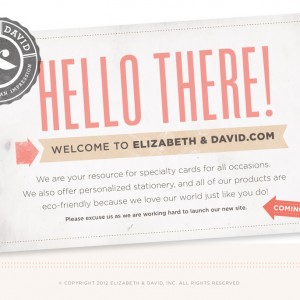 & DAVID
HELLO THERE!
WELCOME TO ELIZABETH & DAVID.COM
We are your resource for specialty cards for all occasions.
We also offer personalized stationery, and all of our products are
eco-friendly because we love our world just like you do!
Please excuse us as we are working hard to launch our new site.
COMING
© COPYRIGHT 2012 ELIZABETH & DAVID, INC. ALL RIGHTS RESERVED